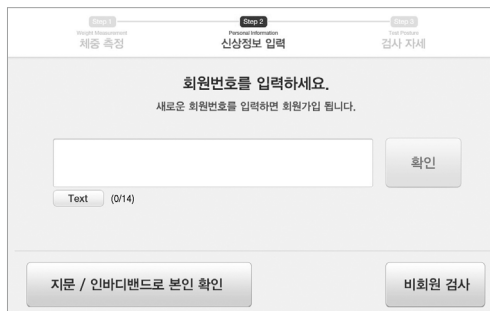 Step 1
Weight Measurement
체중 측정
Step 2
Personal Information
신상정보 입력
Step 3
Test Posture
검사 자세
회원번호를 입력하세요.
새로운 회원번호를 입력하면 회원가입 됩니다.
확인
Text (0/14)
지문 / 인바디밴드로 본인 확인
비회원 검사